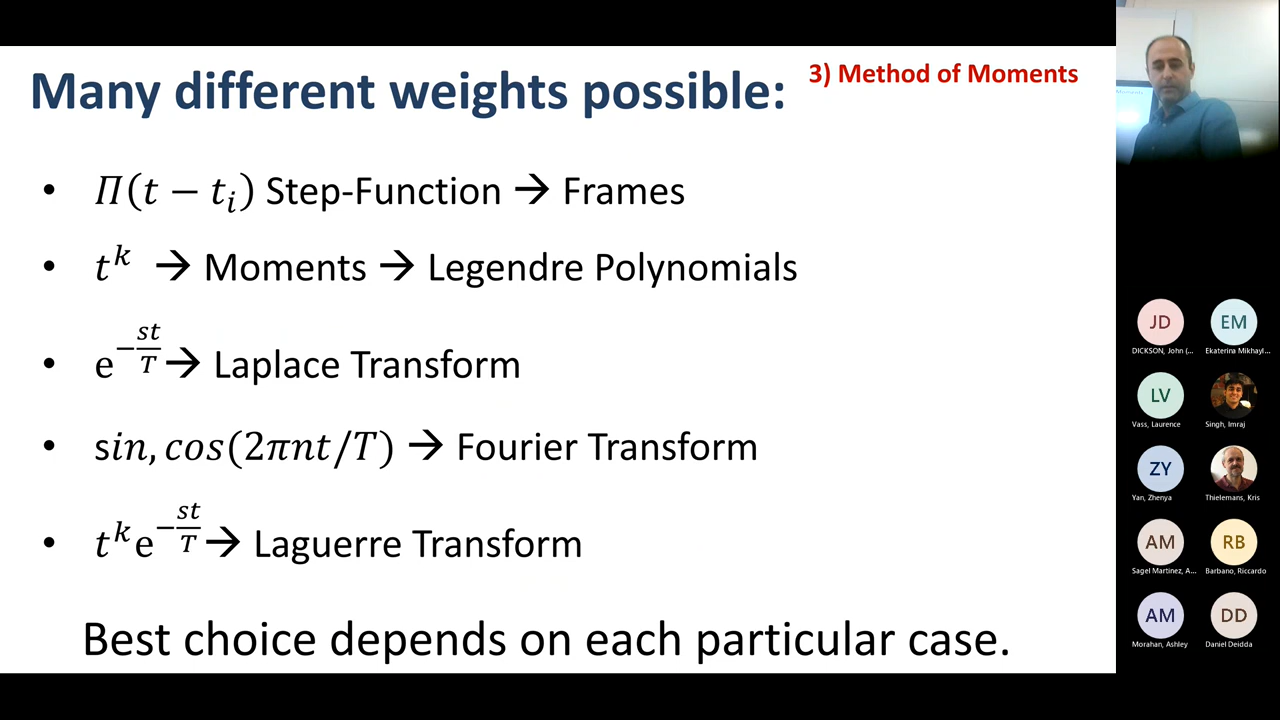 Many different weights possible:
3) Method of Moments
• 𝛱(t − tᵢ) Step-Function → Frames
• tᵏ → Moments → Legendre Polynomials
• e^(−st/T) → Laplace Transform
• sin, cos(2πnt/T) → Fourier Transform
• tᵏe^(−st/T) → Laguerre Transform
Best choice depends on each particular case.
JD
DICKSON, John (...
EM
Ekaterina Mikhayl...
LV
Vass, Laurence
Singh, Imraj
ZY
Yan, Zhenya
Thielemans, Kris
AM
Sagel Martinez, A...
RB
Barbano, Riccardo
AM
Morahan, Ashley
DD
Daniel Deidda